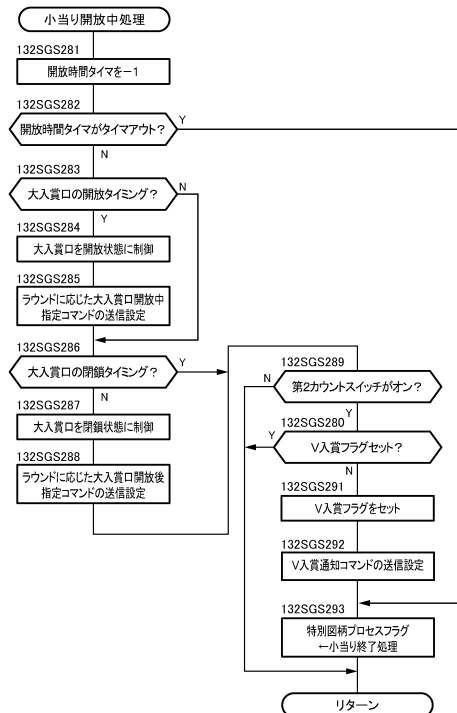 小当り開放中処理
132SGS281
開放時間タイマを－1
132SGS282
開放時間タイマがタイマアウト？
Y
N
132SGS283
大入賞口の開放タイミング？
N
Y
132SGS284
大入賞口を開放状態に制御
132SGS285
ラウンドに応じた大入賞口開放中
指定コマンドの送信設定
132SGS286
大入賞口の閉鎖タイミング？
Y
N
132SGS287
大入賞口を閉鎖状態に制御
132SGS288
ラウンドに応じた大入賞口開放後
指定コマンドの送信設定
132SGS289
第2カウントスイッチがオン？
N
Y
132SGS280
V入賞フラグセット？
Y
N
132SGS291
V入賞フラグをセット
132SGS292
V入賞通知コマンドの送信設定
132SGS293
特別図柄プロセスフラグ
←小当り終了処理
リターン